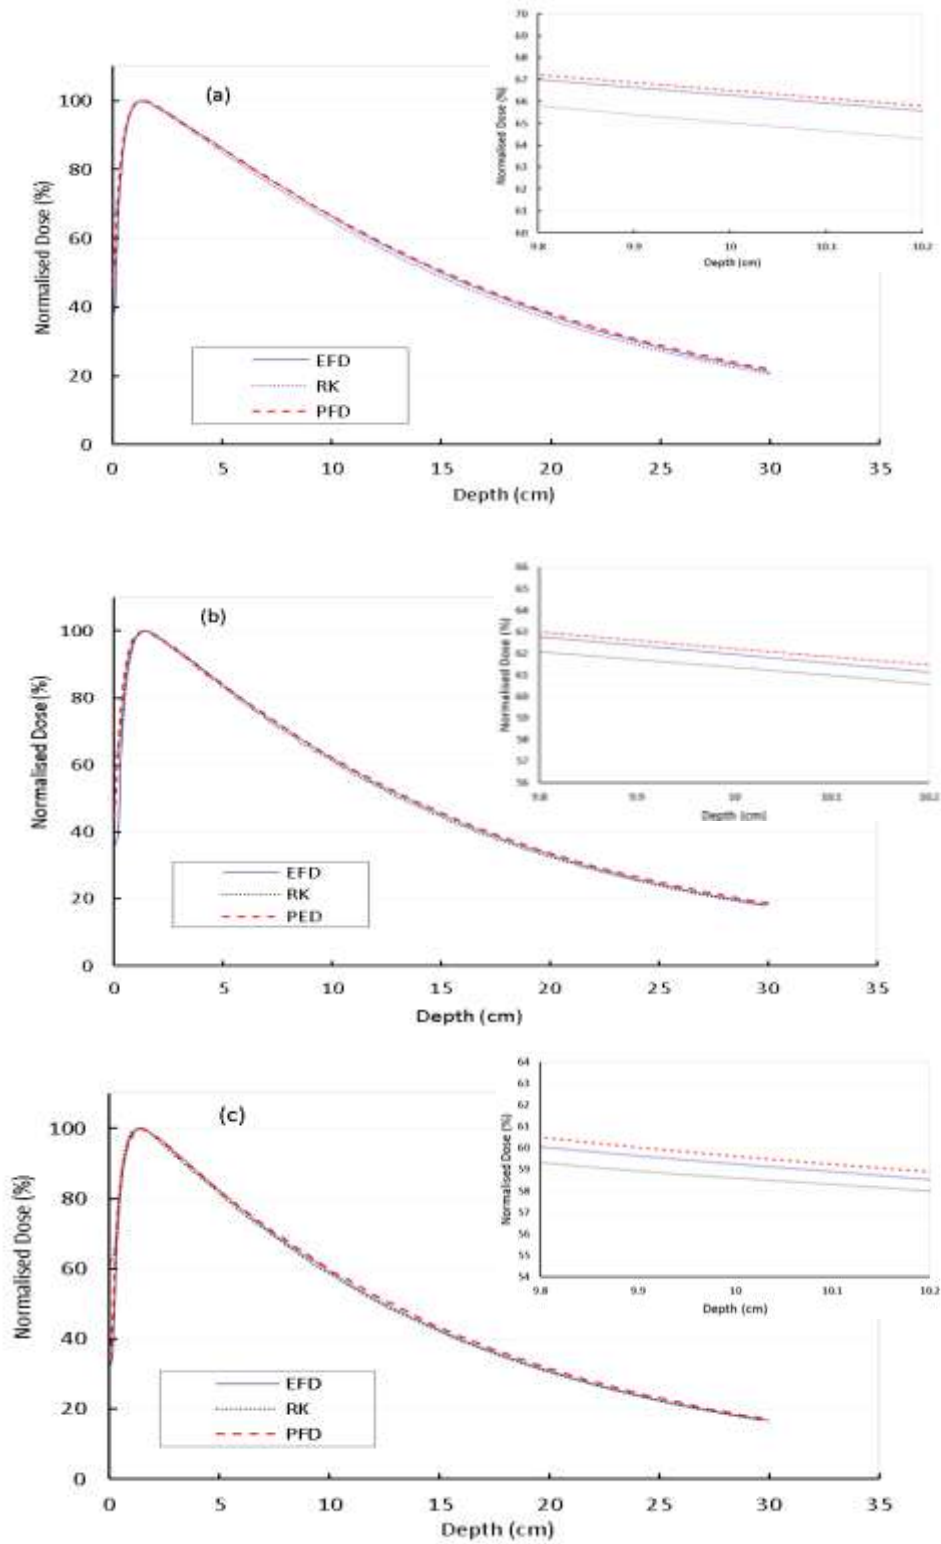 (a)
Normalised Dose (%)
100
80
60
40
20
0
0 5 10 15 20 25 30 35
Depth (cm)
EFD
RK
PFD
Normalised Dose (%)
70
69
68
67
66
65
64
63
62
61
60
9.8 9.9 10 10.1 10.2
Depth (cm)
(b)
Normalised Dose (%)
100
80
60
40
20
0
0 5 10 15 20 25 30 35
Depth (cm)
EFD
RK
PED
Normalised Dose (%)
66
65
64
63
62
61
60
59
58
57
56
9.8 9.9 10 10.1 10.2
Depth (cm)
(c)
Normalised Dose (%)
100
80
60
40
20
0
0 5 10 15 20 25 30 35
Depth (cm)
EFD
RK
PFD
Normalised Dose (%)
64
63
62
61
60
59
58
57
56
55
54
9.8 9.9 10 10.1 10.2
Depth (cm)